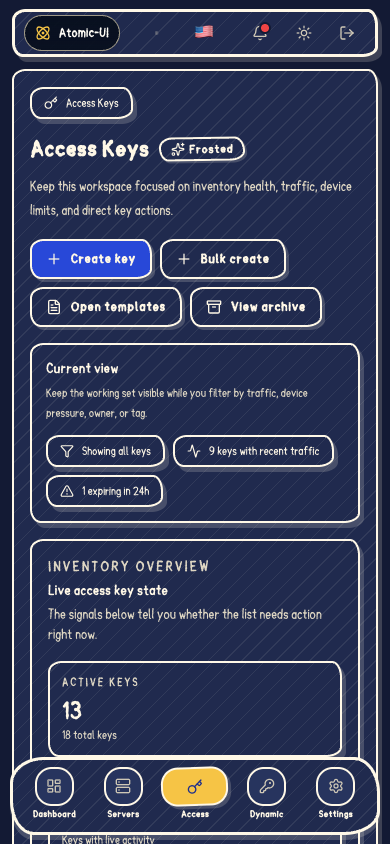 Atomic-UI
Access Keys
Access Keys
Frosted
Keep this workspace focused on inventory health, traffic, device
limits, and direct key actions.
Create key
Bulk create
Open templates
View archive
Current view
Keep the working set visible while you filter by traffic, device
pressure, owner, or tag.
Showing all keys
9 keys with recent traffic
1 expiring in 24h
INVENTORY OVERVIEW
Live access key state
The signals below tell you whether the list needs action
right now.
ACTIVE KEYS
13
18 total keys
Dashboard
Servers
Access
Dynamic
Settings
Keys with live activity